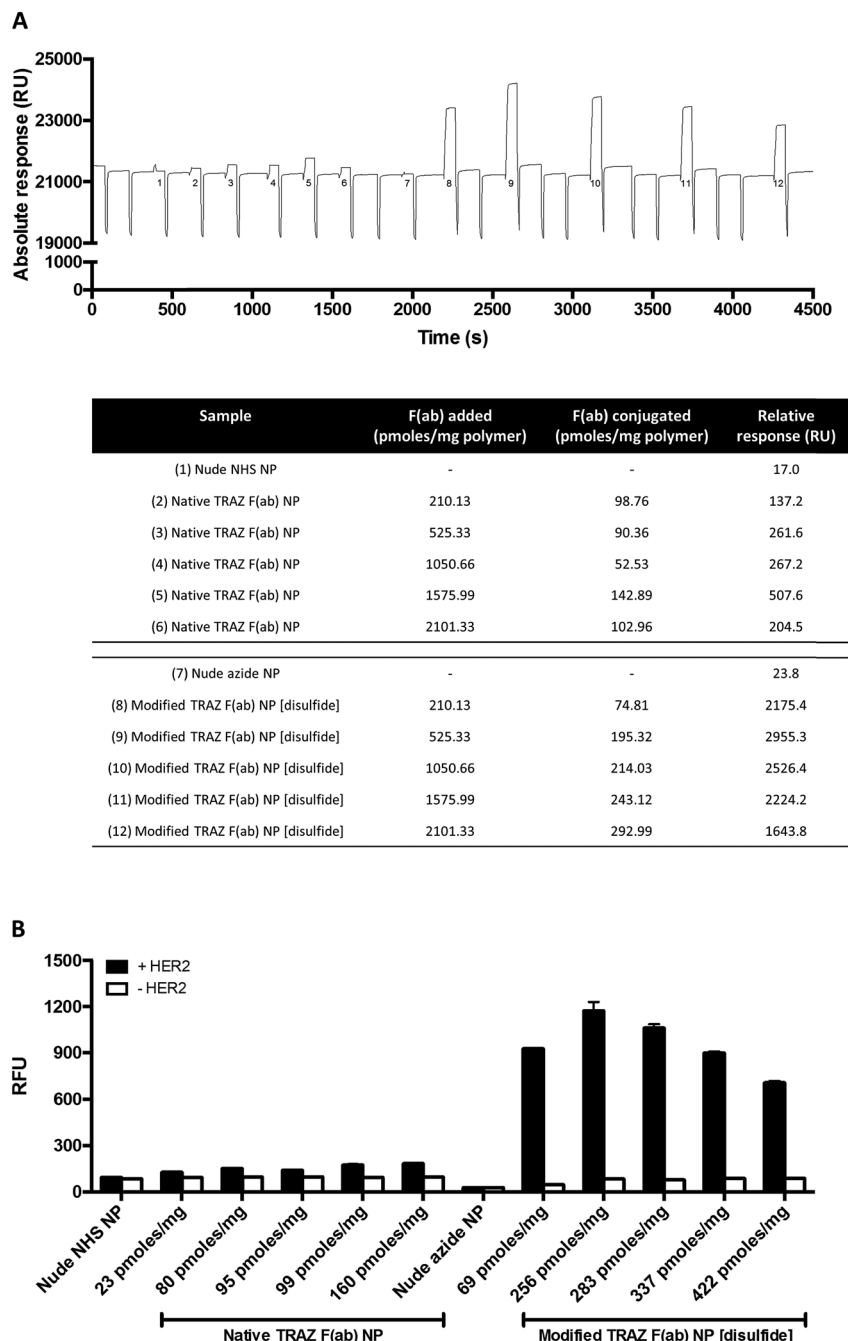 A
25000
23000
21000
19000
1000
0
Absolute response (RU)
1 2 3 4 5 6 7 8 9 10 11 12
0 500 1000 1500 2000 2500 3000 3500 4000 4500
Time (s)
Sample F(ab) added (pmoles/mg polymer) F(ab) conjugated (pmoles/mg polymer) Relative response (RU)
(1) Nude NHS NP - - 17.0
(2) Native TRAZ F(ab) NP 210.13 98.76 137.2
(3) Native TRAZ F(ab) NP 525.33 90.36 261.6
(4) Native TRAZ F(ab) NP 1050.66 52.53 267.2
(5) Native TRAZ F(ab) NP 1575.99 142.89 507.6
(6) Native TRAZ F(ab) NP 2101.33 102.96 204.5
(7) Nude azide NP - - 23.8
(8) Modified TRAZ F(ab) NP [disulfide] 210.13 74.81 2175.4
(9) Modified TRAZ F(ab) NP [disulfide] 525.33 195.32 2955.3
(10) Modified TRAZ F(ab) NP [disulfide] 1050.66 214.03 2526.4
(11) Modified TRAZ F(ab) NP [disulfide] 1575.99 243.12 2224.2
(12) Modified TRAZ F(ab) NP [disulfide] 2101.33 292.99 1643.8
B
1500
1200
900
600
300
0
RFU
+ HER2
- HER2
Nude NHS NP
23 pmoles/mg
80 pmoles/mg
95 pmoles/mg
99 pmoles/mg
160 pmoles/mg
Nude azide NP
69 pmoles/mg
256 pmoles/mg
283 pmoles/mg
337 pmoles/mg
422 pmoles/mg
Native TRAZ F(ab) NP
Modified TRAZ F(ab) NP [disulfide]